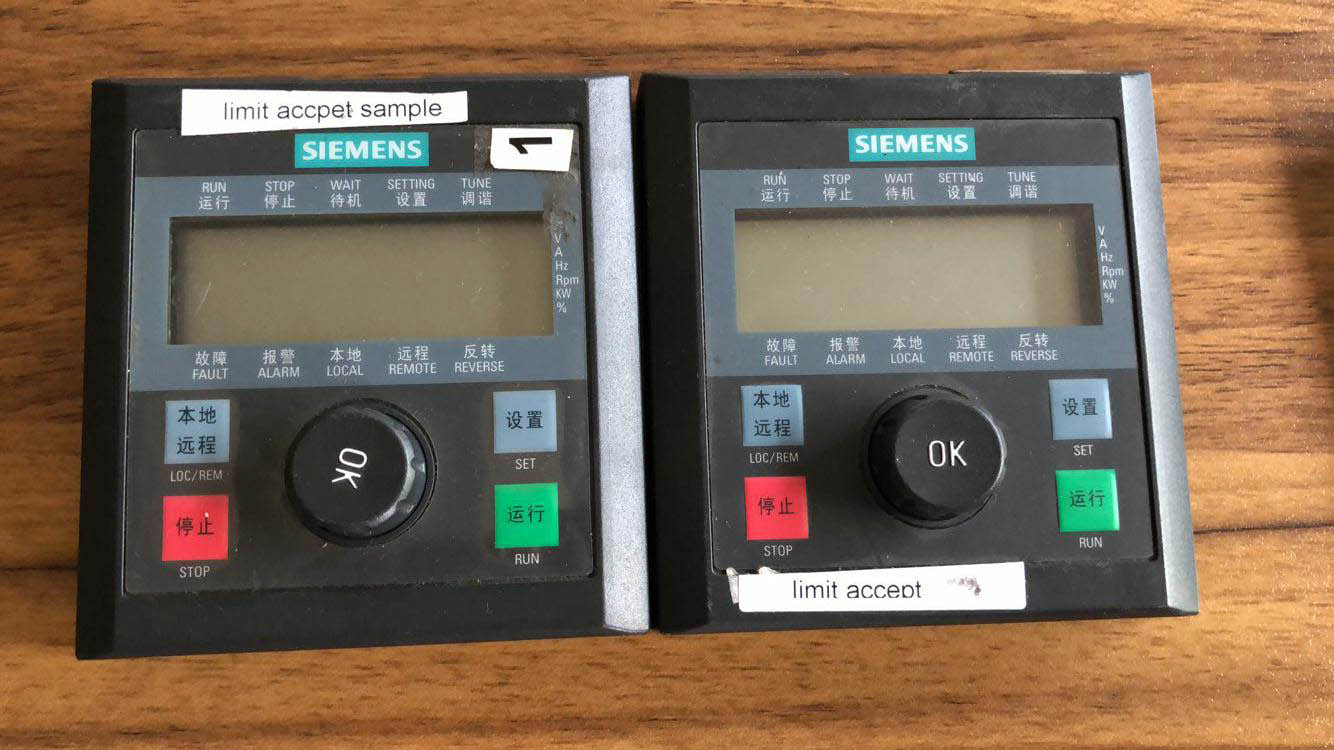 limit accpet sample
SIEMENS
1
RUN STOP WAIT SETTING TUNE
运行 停止 待机 设置 调谐
V
A
Hz
Rpm
KW
%
故障 报警 本地 远程 反转
FAULT ALARM LOCAL REMOTE REVERSE
本地
远程
LOC/REM
OK
设置
SET
停止
STOP
运行
RUN
SIEMENS
RUN STOP WAIT SETTING TUNE
运行 停止 待机 设置 调谐
V
A
Hz
Rpm
KW
%
故障 报警 本地 远程 反转
FAULT ALARM LOCAL REMOTE REVERSE
本地
远程
LOC/REM
OK
设置
SET
停止
STOP
运行
RUN
limit accept